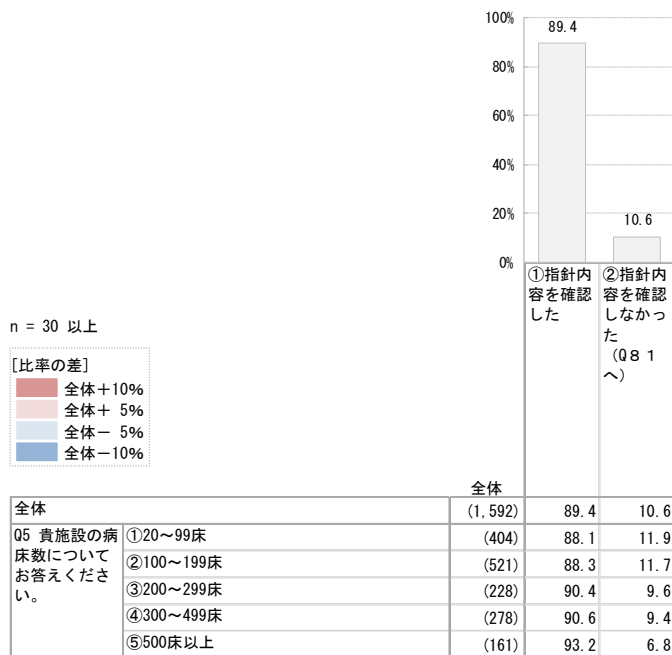 100%
80%
60%
40%
20%
0%
89.4
10.6
①指針内
容を確認
した
②指針内
容を確認
しなかっ
た
(Q81
へ)
n = 30 以上
[比率の差]
全体+10%
全体+ 5%
全体- 5%
全体-10%
全体
全体 (1,592) 89.4 10.6
Q5 貴施設の病
床数について
お答えくださ
い。
①20～99床 (404) 88.1 11.9
②100～199床 (521) 88.3 11.7
③200～299床 (228) 90.4 9.6
④300～499床 (278) 90.6 9.4
⑤500床以上 (161) 93.2 6.8